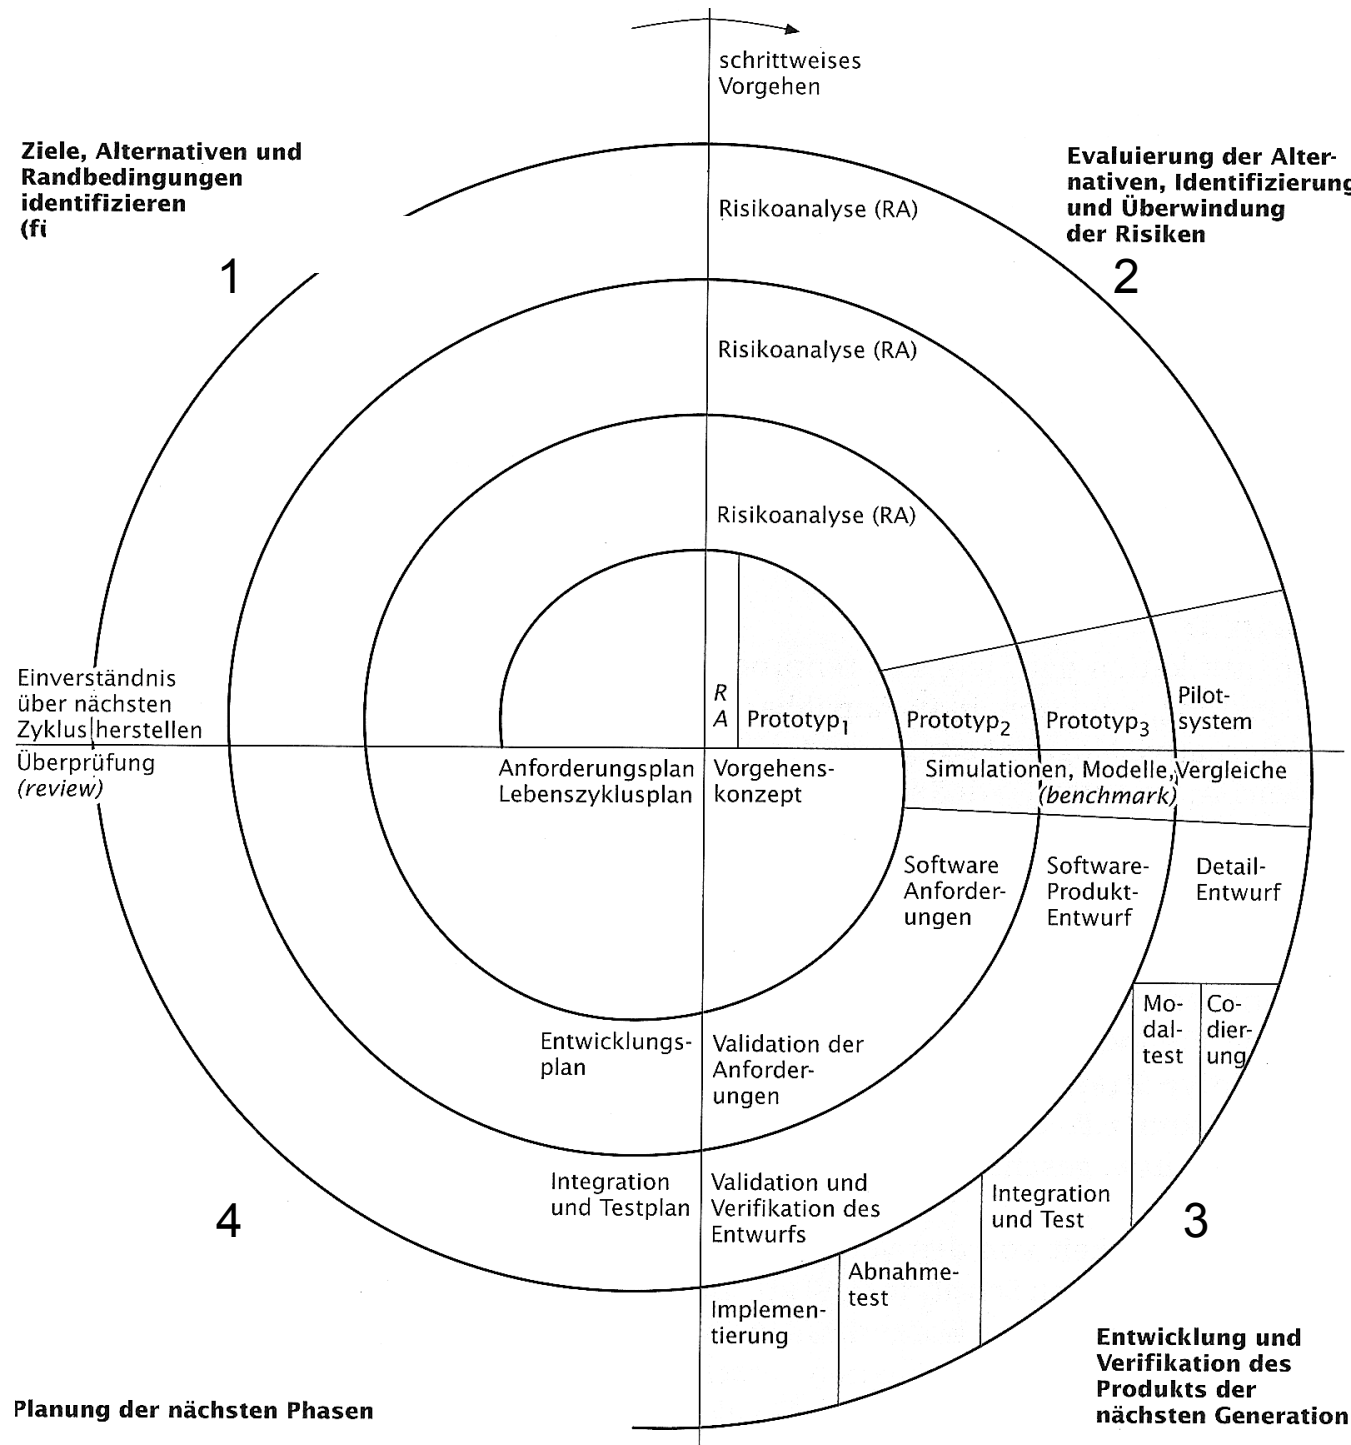 schrittweises
Vorgehen
Ziele, Alternativen und
Randbedingungen
identifizieren
(fi
1
Evaluierung der Alter-
nativen, Identifizierung
und Überwindung
der Risiken
2
Risikoanalyse (RA)
Risikoanalyse (RA)
Risikoanalyse (RA)
Einverständnis
über nächsten
Zyklus herstellen
Überprüfung
(review)
R
A
Prototyp1
Prototyp2
Prototyp3
Pilot-
system
Anforderungsplan
Lebenszyklusplan
Vorgehens-
konzept
Simulationen, Modelle, Vergleiche
(benchmark)
Software
Anforder-
ungen
Software-
Produkt-
Entwurf
Detail-
Entwurf
Mo-
dal-
test
Co-
dier-
ung
Entwicklungs-
plan
Validation der
Anforder-
ungen
Integration
und Testplan
Validation und
Verifikation des
Entwurfs
Integration
und Test
Abnahme-
test
Implemen-
tierung
4
3
Planung der nächsten Phasen
Entwicklung und
Verifikation des
Produkts der
nächsten Generation